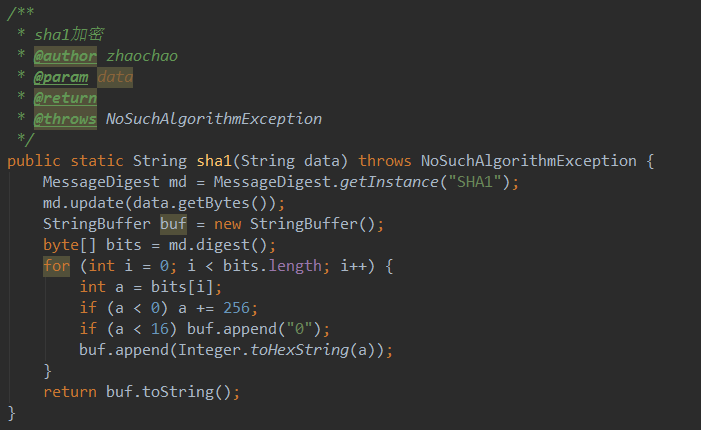 /**
 * sha1加密
 * @author zhaochao
 * @param data
 * @return
 * @throws NoSuchAlgorithmException
 */
public static String sha1(String data) throws NoSuchAlgorithmException {
    MessageDigest md = MessageDigest.getInstance("SHA1");
    md.update(data.getBytes());
    StringBuffer buf = new StringBuffer();
    byte[] bits = md.digest();
    for (int i = 0; i < bits.length; i++) {
        int a = bits[i];
        if (a < 0) a += 256;
        if (a < 16) buf.append("0");
        buf.append(Integer.toHexString(a));
    }
    return buf.toString();
}